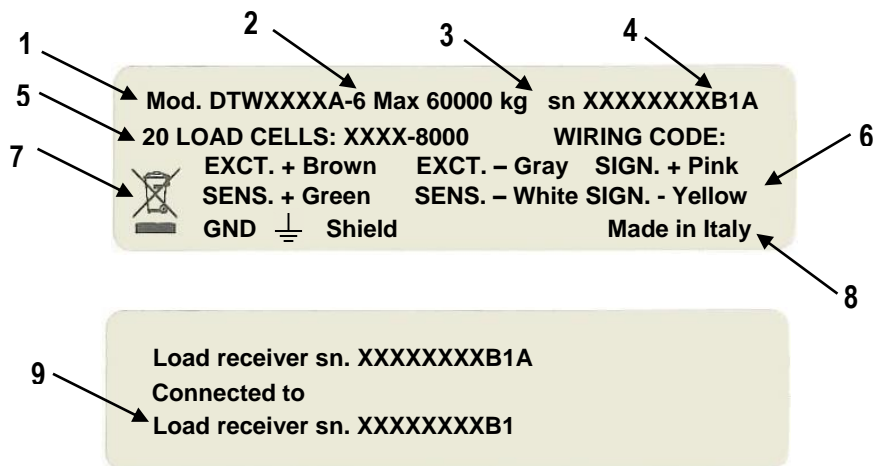 1 2 3 4
Mod. DTWXXXXA-6 Max 60000 kg sn XXXXXXXXB1A
5
20 LOAD CELLS: XXXX-8000 WIRING CODE:
6
7
EXCT. + Brown EXCT. – Gray SIGN. + Pink
SENS. + Green SENS. – White SIGN. - Yellow
GND Shield Made in Italy
8
Load receiver sn. XXXXXXXXB1A
9
Connected to
Load receiver sn. XXXXXXXXB1